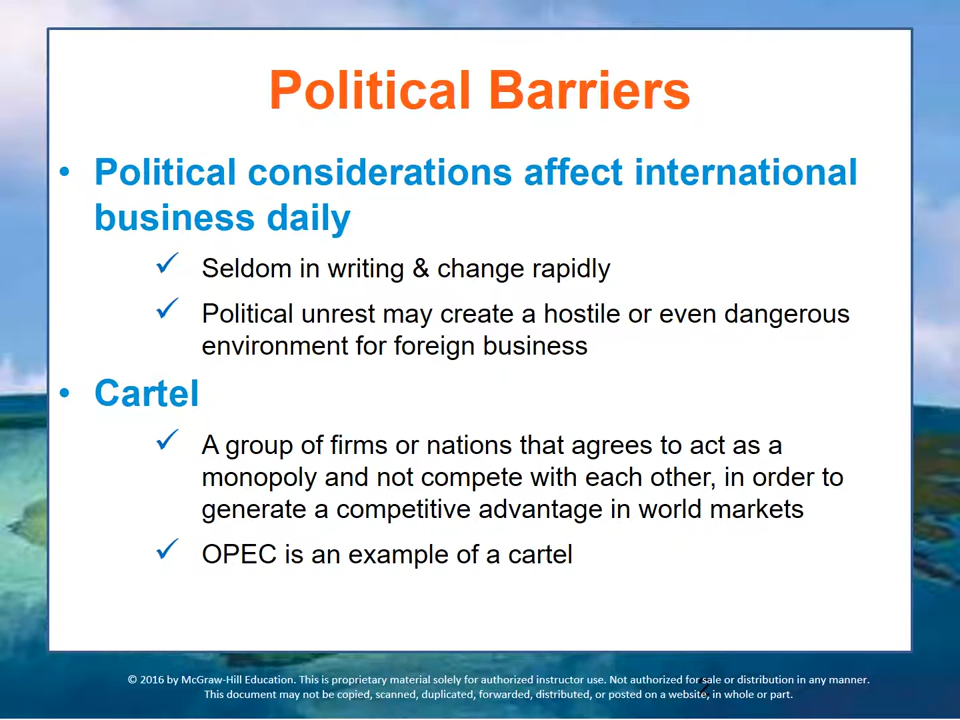 Political Barriers
• Political considerations affect international
business daily
✓ Seldom in writing & change rapidly
✓ Political unrest may create a hostile or even dangerous
environment for foreign business
• Cartel
✓ A group of firms or nations that agrees to act as a
monopoly and not compete with each other, in order to
generate a competitive advantage in world markets
✓ OPEC is an example of a cartel
© 2016 by McGraw-Hill Education. This is proprietary material solely for authorized instructor use. Not authorized for sale or distribution in any manner.
This document may not be copied, scanned, duplicated, forwarded, distributed, or posted on a website, in whole or part.